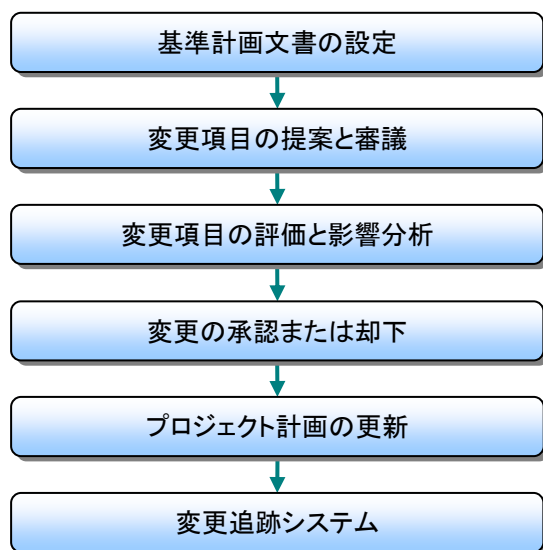 基準計画文書の設定
変更項目の提案と審議
変更項目の評価と影響分析
変更の承認または却下
プロジェクト計画の更新
変更追跡システム